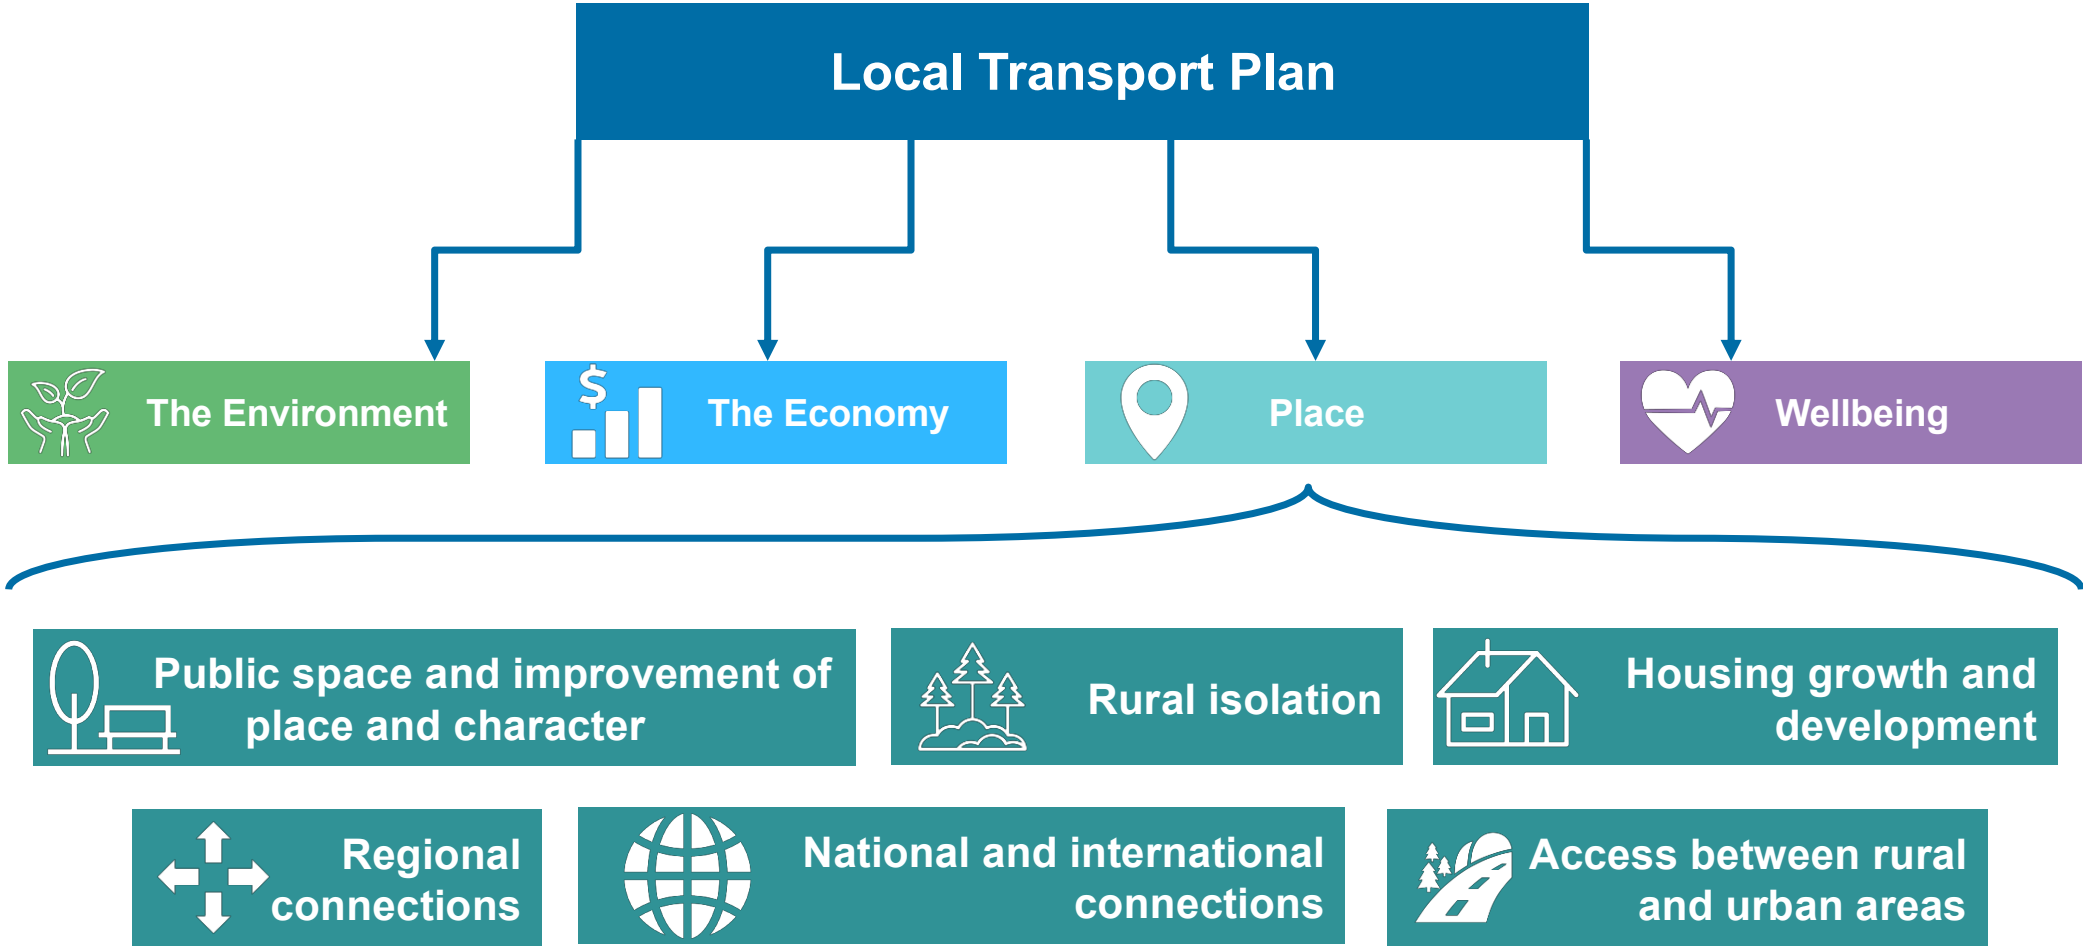 Local Transport Plan
The Environment
$
The Economy
Place
Wellbeing
Public space and improvement of
place and character
Rural isolation
Housing growth and
development
Regional
connections
National and international
connections
Access between rural
and urban areas